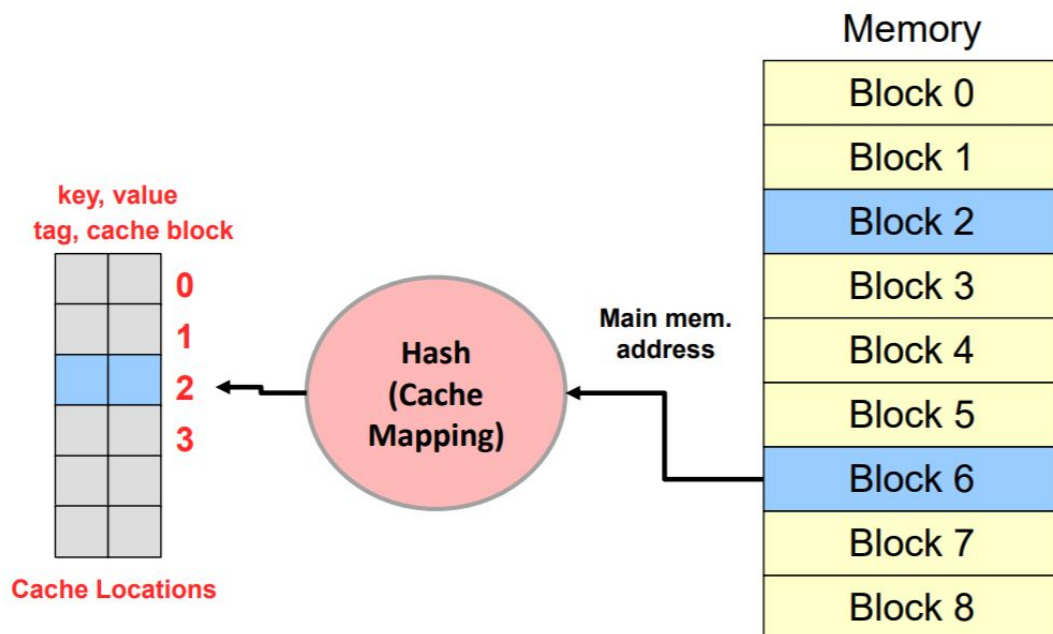 Memory
Block 0
Block 1
Block 2
Block 3
Block 4
Block 5
Block 6
Block 7
Block 8
key, value
tag, cache block
0
1
2
3
Cache Locations
Hash
(Cache
Mapping)
Main mem.
address